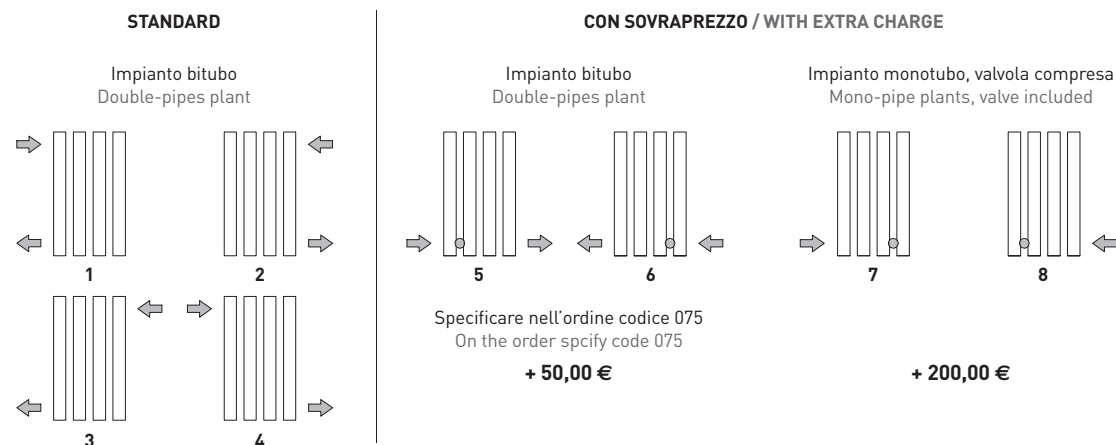 STANDARD
Impianto bitubo
Double-pipes plant
1
2
3
4
CON SOVRAPREZZO / WITH EXTRA CHARGE
Impianto bitubo
Double-pipes plant
5
6
Specificare nell'ordine codice 075
On the order spcify code 075
+ 50,00 €
Impianto monotubo, valvola compresa
Mono-pipe plants, valve included
7
8
+ 200,00 €